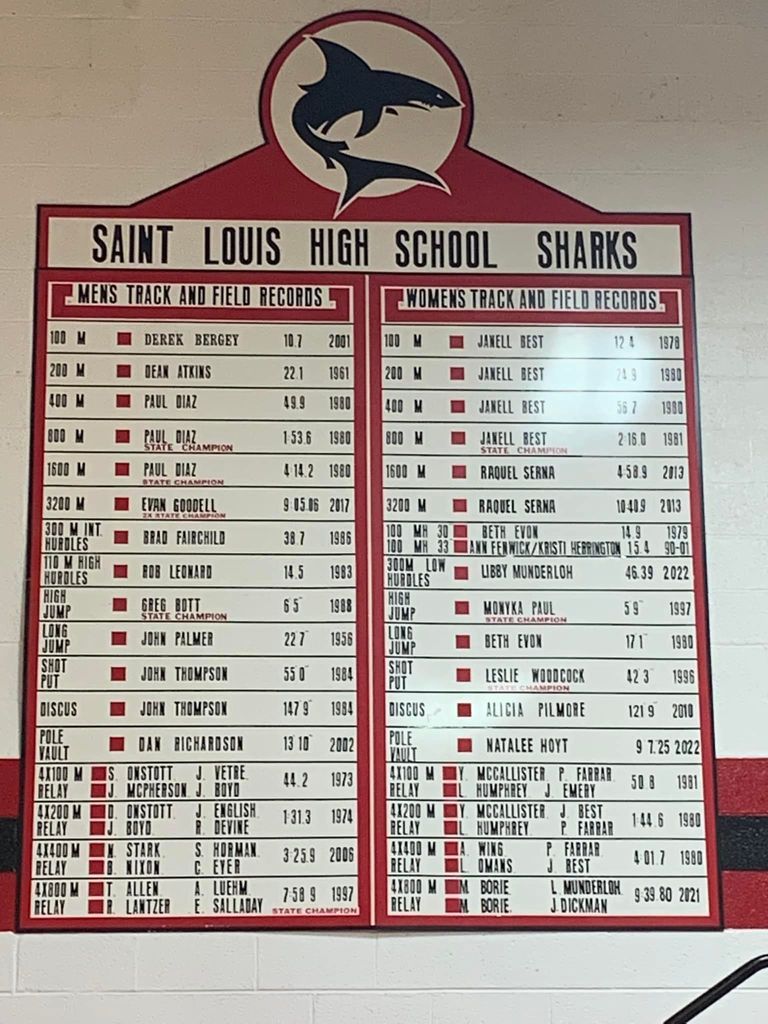 SAINT LOUIS HIGH SCHOOL SHARKS
MENS TRACK AND FIELD RECORDS
100 M DEREK BERGEY 10.7 2001
200 M DEAN ATKINS 22.1 1961
400 M PAUL DIAZ 49.9 1980
800 M PAUL DIAZ 1:53.6 1980
STATE CHAMPION
1600 M PAUL DIAZ 4:14.2 1980
STATE CHAMPION
3200 M EVAN GOODELL 9:05.06 2017
2X STATE CHAMPION
300 M INT. HURDLES BRAD FAIRCHILD 38.7 1986
110 M HIGH HURDLES ROB LEONARD 14.5 1983
HIGH JUMP GREG BOTT 6'5" 1988
STATE CHAMPION
LONG JUMP JOHN PALMER 22'7" 1956
SHOT PUT JOHN THOMPSON 55'0" 1984
DISCUS JOHN THOMPSON 147'9" 1984
POLE VAULT DAN RICHARDSON 13'10" 2002
4X100 M S. ONSTOTT J. VETRE
RELAY J. MCPHERSON J. BOYD 44.2 1973
4X200 M D. ONSTOTT J. ENGLISH
RELAY J. BOYD R. DEVINE 1:31.3 1974
4X400 M N. STARK S. HORMAN
RELAY B. NIXON C. EYER 3:25.9 2006
4X800 M T. ALLEN A. LUEHM
RELAY R. LANTZER E. SALLADAY 7:58.9 1997
STATE CHAMPION
WOMENS TRACK AND FIELD RECORDS
100 M JANELL BEST 12.4 1978
200 M JANELL BEST 24.9 1980
400 M JANELL BEST 56.7 1980
800 M JANELL BEST 2:16.0 1981
STATE CHAMPION
1600 M RAQUEL SERNA 4:58.9 2013
3200 M RAQUEL SERNA 10:40.9 2013
100 MH 30 BETH EVON 14.9 1979
100 MH 33 ANN FENWICK/KRISTI HERRINGTON 15.4 90-01
300M LOW HURDLES LIBBY MUNDERLOH 46.39 2022
HIGH JUMP MONYKA PAUL 5'9" 1997
STATE CHAMPION
LONG JUMP BETH EVON 17'1" 1980
SHOT PUT LESLIE WOODCOCK 42'3" 1996
STATE CHAMPION
DISCUS ALICIA PILMORE 121'9" 2010
POLE VAULT NATALEE HOYT 9'7.25 2022
4X100 M Y. MCCALLISTER P. FARRAR
RELAY L. HUMPHREY J. EMERY 50.8 1981
4X200 M Y. MCCALLISTER J. BEST
RELAY L. HUMPHREY P. FARRAR 1:44.6 1980
4X400 M A. WING P. FARRAR
RELAY L. OMANS J. BEST 4:01.7 1980
4X800 M M. BORIE L. MUNDERLOH
RELAY M. BORIE J. DICKMAN 9:39.80 2021